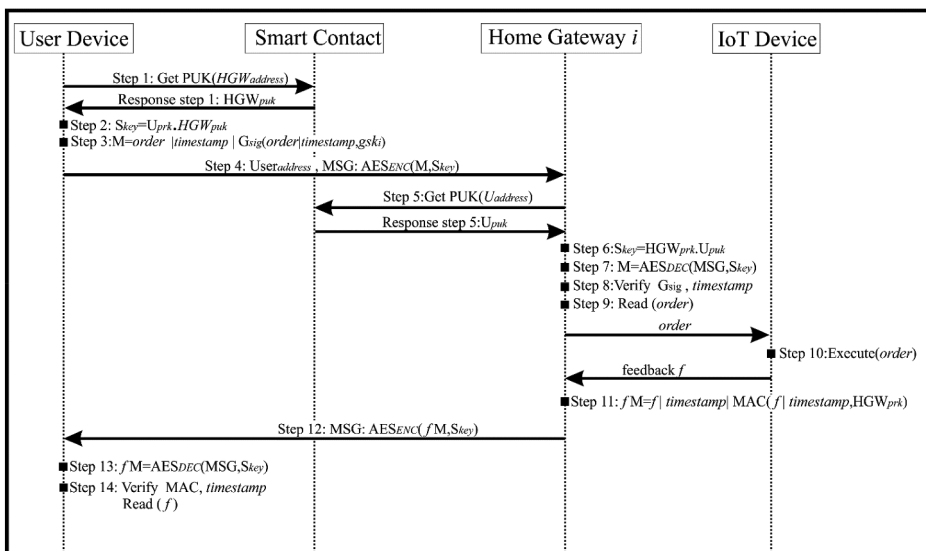 User Device
Smart Contact
Home Gateway i
IoT Device
Step 1: Get PUK(HGWaddress)
Response step 1: HGWpuk
Step 2: Skey=Uprk.HGWpuk
Step 3:M=order |timestamp | Gsig(order|timestamp,gski)
Step 4: Useraddress , MSG: AESENC(M,Skey)
Step 5:Get PUK(Uaddress)
Response step 5:Upuk
Step 6:Skey=HGWprk.Upuk
Step 7: M=AESDEC(MSG,Skey)
Step 8:Verify Gsig , timestamp
Step 9: Read (order)
order
Step 10:Execute(order)
feedback f
Step 11: fM=f| timestamp| MAC(f| timestamp,HGWprk)
Step 12: MSG: AESENC(fM,Skey)
Step 13: fM=AESDEC(MSG,Skey)
Step 14: Verify MAC, timestamp
Read (f)